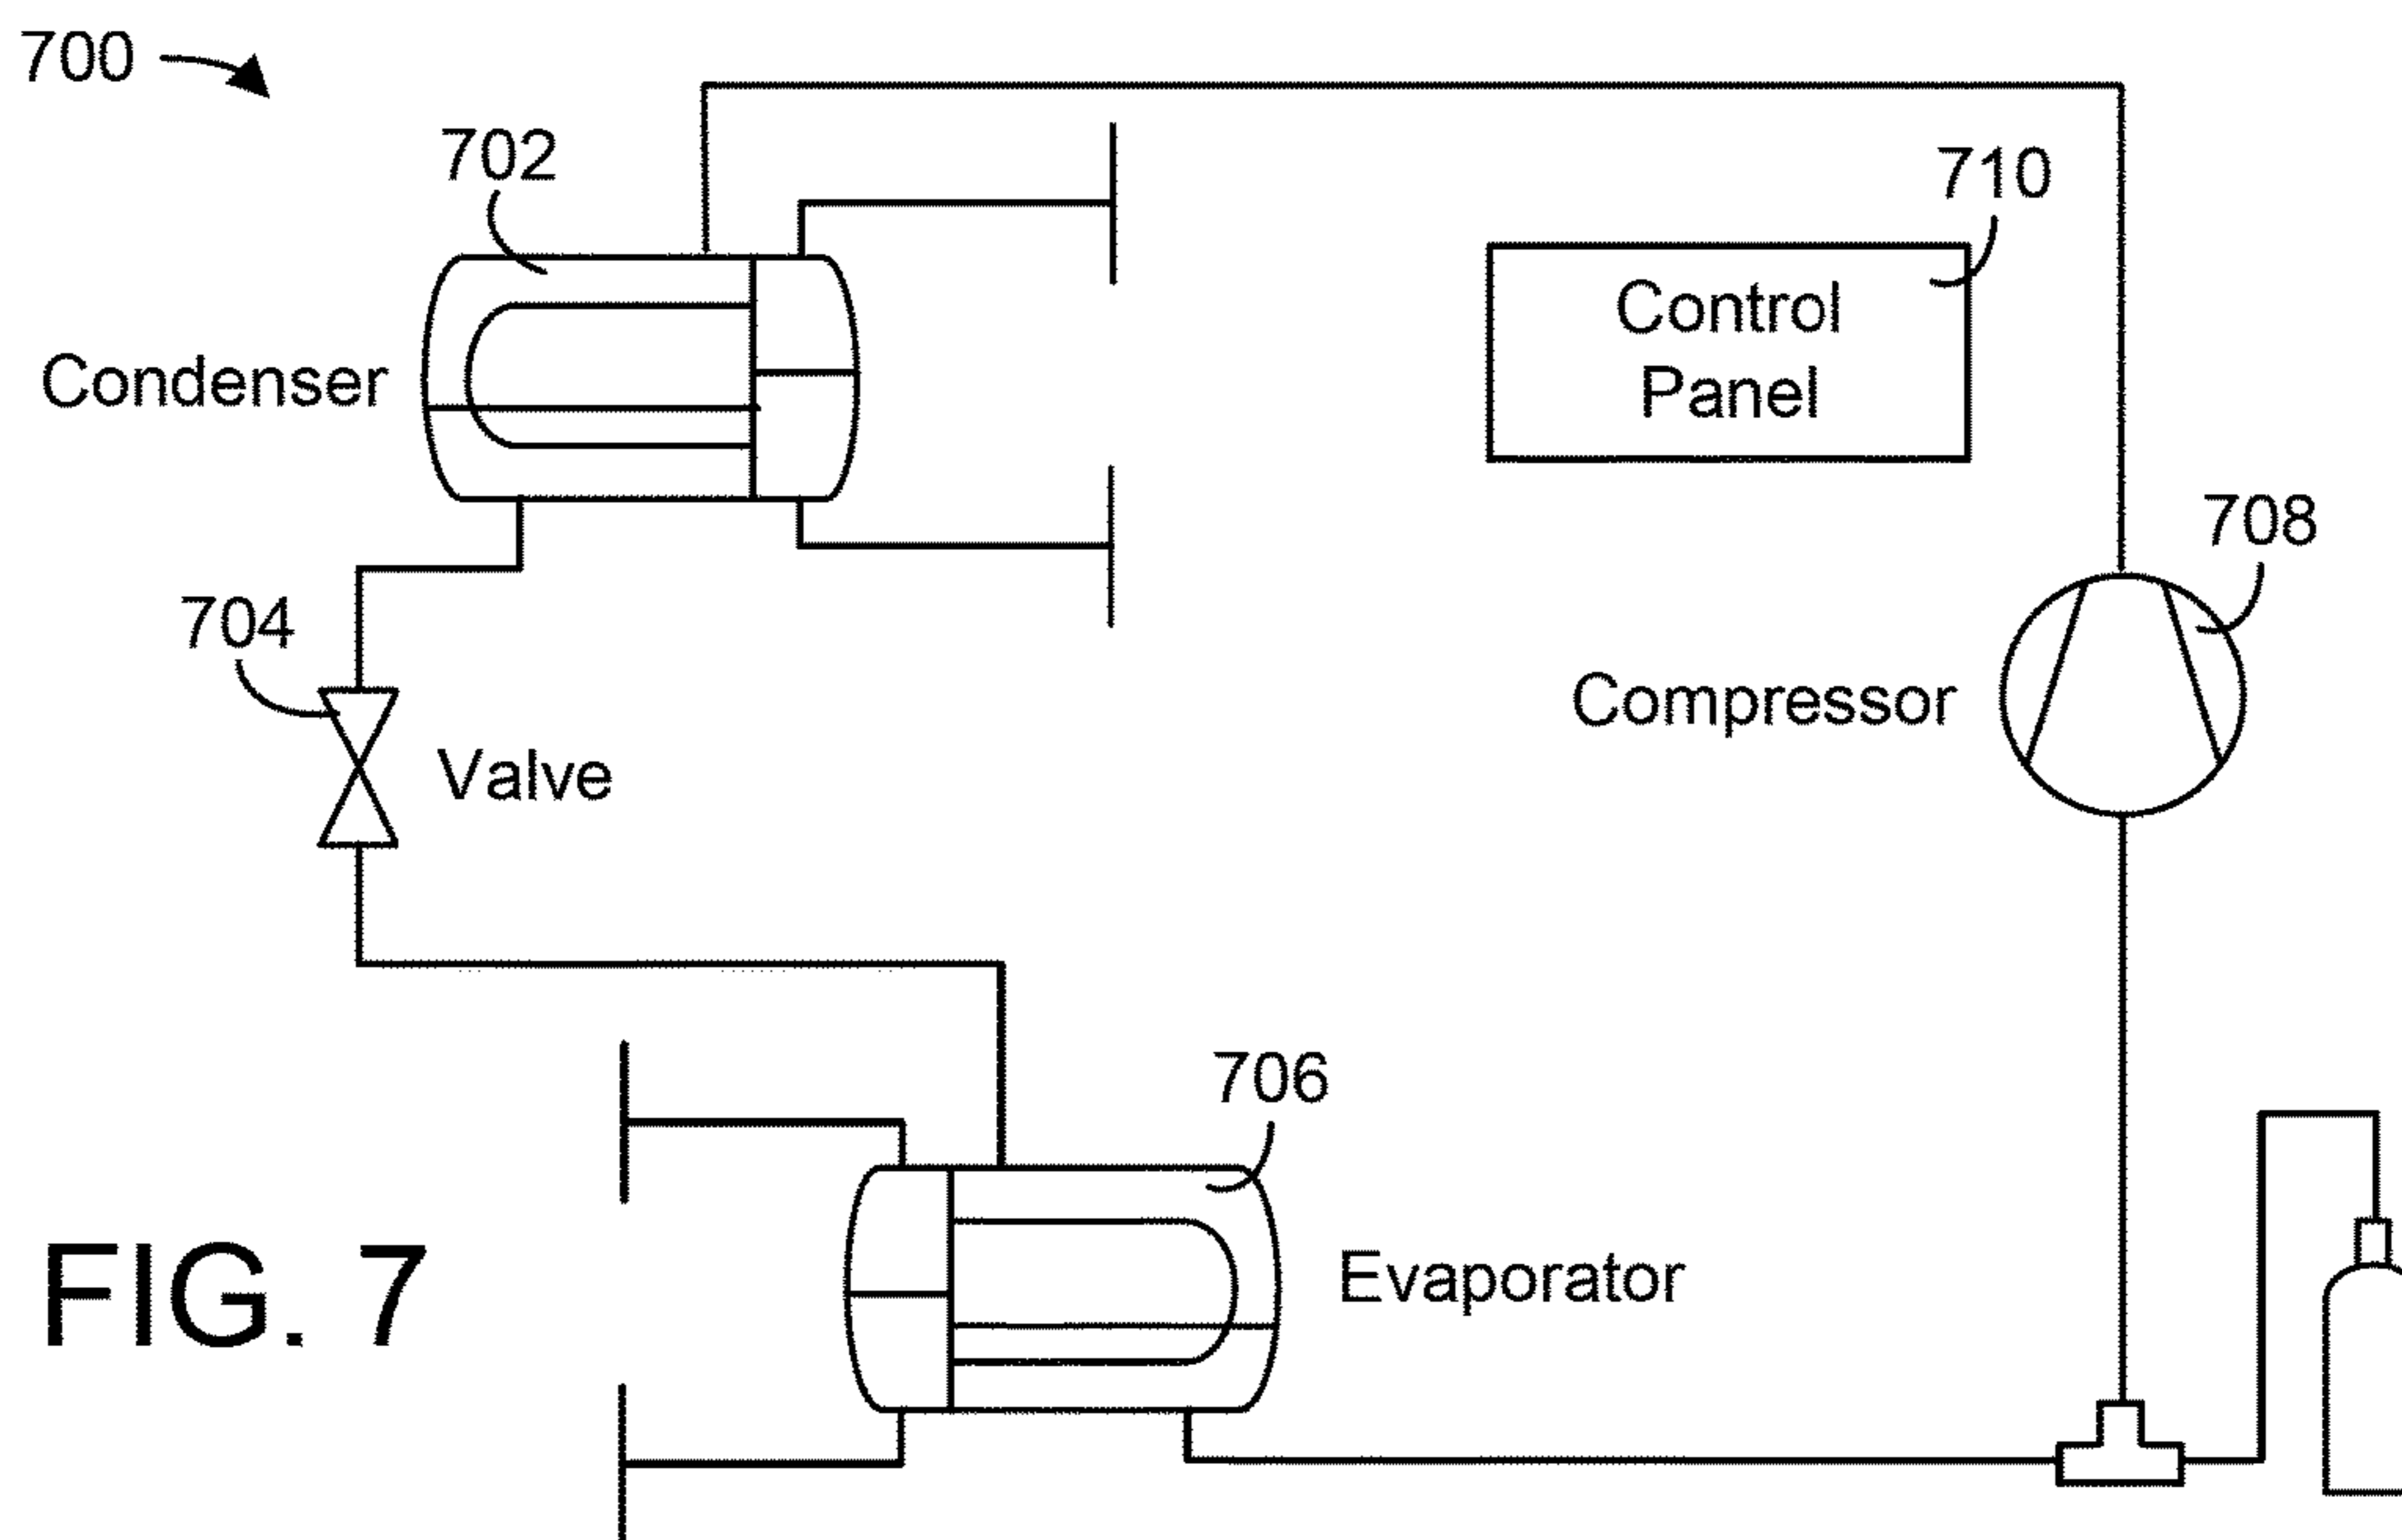 700
702
710
Control
Panel
Condenser
708
704
Compressor
Valve
706
Evaporator
FIG. 7